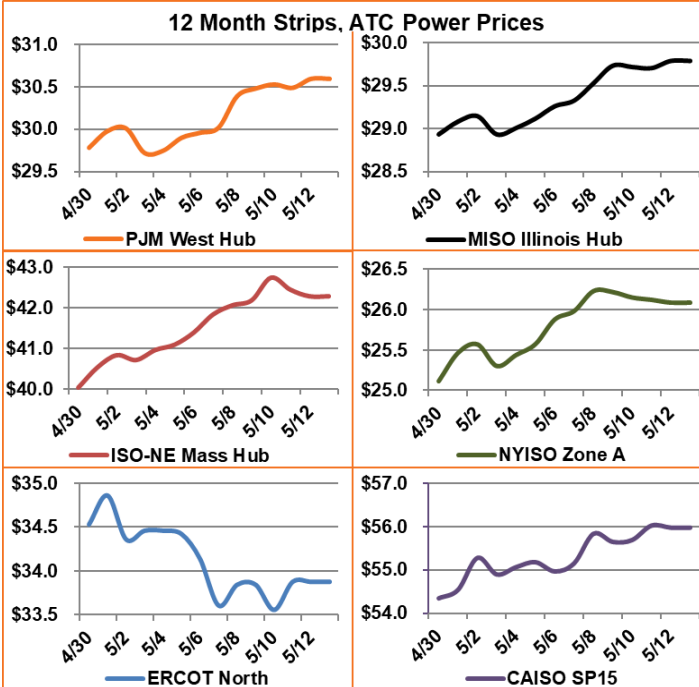 12 Month Strips, ATC Power Prices
$31.0
$30.5
$30.0
$29.5
4/30 5/2 5/4 5/6 5/8 5/10 5/12
PJM West Hub
$30.0
$29.5
$29.0
$28.5
4/30 5/2 5/4 5/6 5/8 5/10 5/12
MISO Illinois Hub
$43.0
$42.0
$41.0
$40.0
4/30 5/2 5/4 5/6 5/8 5/10 5/12
ISO-NE Mass Hub
$26.5
$26.0
$25.5
$25.0
4/30 5/2 5/4 5/6 5/8 5/10 5/12
NYISO Zone A
$35.0
$34.5
$34.0
$33.5
4/30 5/2 5/4 5/6 5/8 5/10 5/12
ERCOT North
$57.0
$56.0
$55.0
$54.0
4/30 5/2 5/4 5/6 5/8 5/10 5/12
CAISO SP15